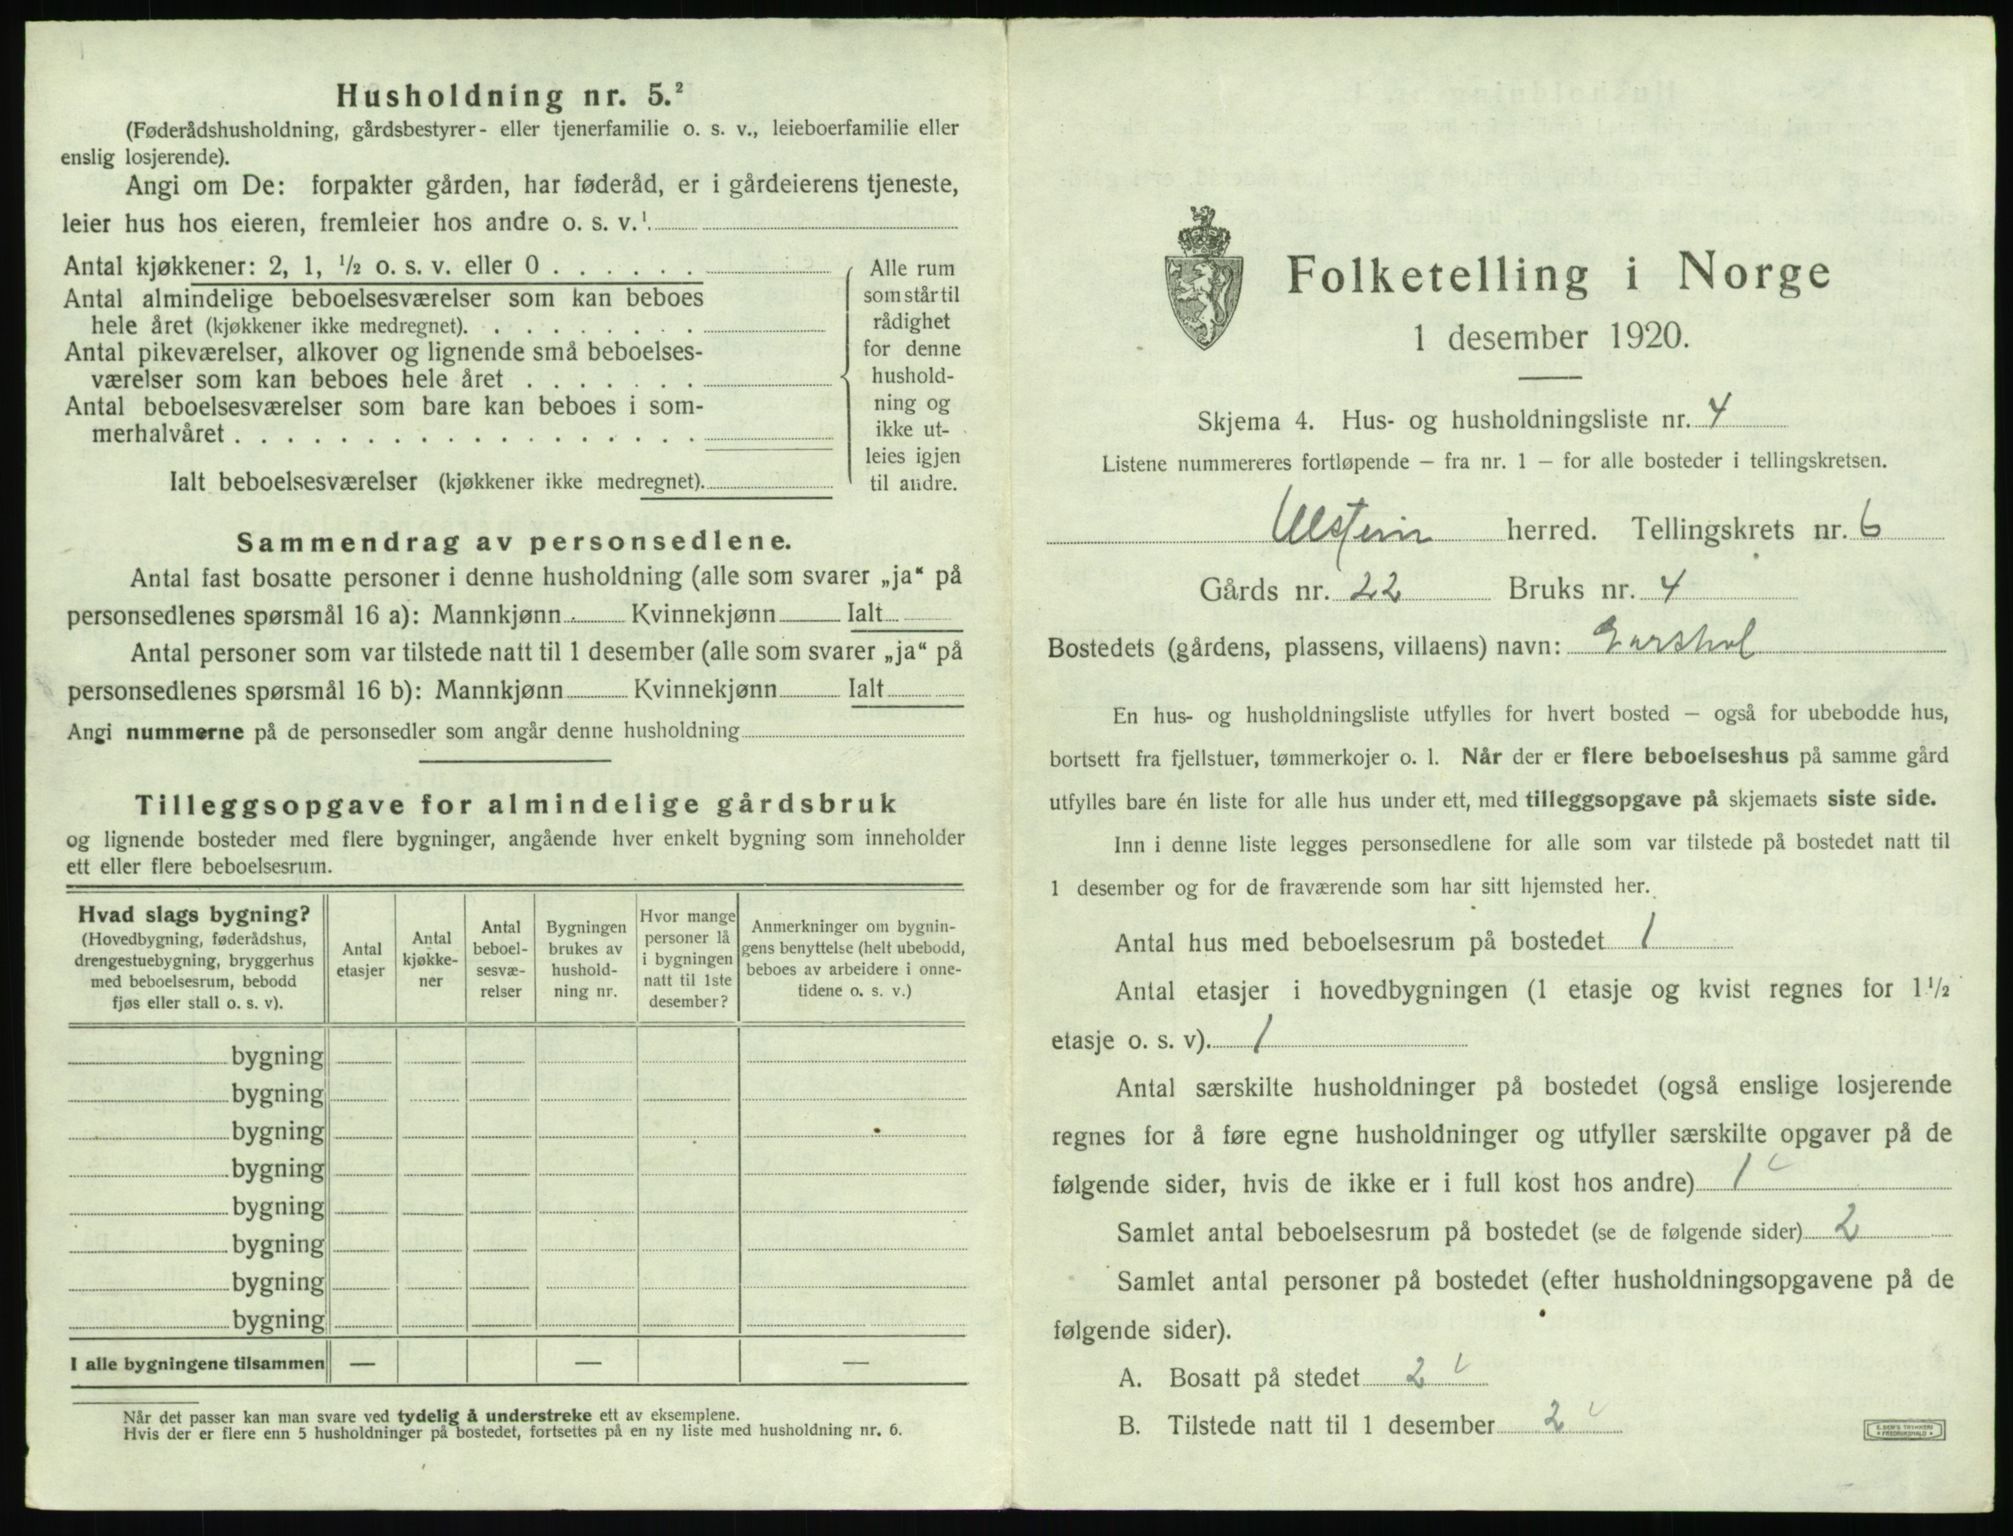 Husholdning nr. 5.²
(Føderådshusholdning, gårdsbestyrer- eller tjenerfamilie o. s. v., leieboerfamilie eller
enslig losjerende).
Angi om De: forpakter gården, har føderåd, er i gårdeierens tjeneste,
leier hus hos eieren, fremleier hos andre o. s. v.¹
Antal kjøkkener: 2, 1, ½ o. s. v. eller 0
Antal almindelige beboelsesværelser som kan beboes
hele året (kjøkkener ikke medregnet).
Antal pikeværelser, alkover og lignende små beboelses-
værelser som kan beboes hele året
Antal beboelsesværelser som bare kan beboes i som-
merhalvåret
Ialt beboelsesværelser (kjøkkener ikke medregnet).
Alle rum
som står til
rådighet
for denne
hushold-
ning og
ikke ut-
leies igjen
til andre.
Sammendrag av personsedlene.
Antal fast bosatte personer i denne husholdning (alle som svarer „ja“ på
personsedlenes spørsmål 16 a): Mannkjønn Kvinnekjønn Ialt
Antal personer som var tilstede natt til 1 desember (alle som svarer „ja“ på
personsedlenes spørsmål 16 b): Mannkjønn Kvinnekjønn Ialt
Angi nummerne på de personsedler som angår denne husholdning
Tilleggsopgave for almindelige gårdsbruk
og lignende bosteder med flere bygninger, angående hver enkelt bygning som inneholder
ett eller flere beboelsesrum.
Hvad slags bygning?
(Hovedbygning, føderådshus,
drengestuebygning, bryggerhus
med beboelsesrum, bebodd
fjøs eller stall o. s. v).
Antal
etasjer
Antal
kjøkke-
ner
Antal
beboel-
sesvæ-
relser
Bygningen
brukes av
hushold-
ning nr.
Hvor mange
personer lå
i bygningen
natt til 1ste
desember?
Anmerkninger om bygnin-
gens benyttelse (helt ubebodd,
beboes av arbeidere i onne-
tidene o. s. v.)
bygning
bygning
bygning
bygning
bygning
bygning
bygning
bygning
I alle bygningene tilsammen — — —
Når det passer kan man svare ved tydelig å understreke ett av eksemplene.
Hvis der er flere enn 5 husholdninger på bostedet, fortsettes på en ny liste med husholdning nr. 6.
Folketelling i Norge
1 desember 1920.
Skjema 4. Hus- og husholdningsliste nr. 4
Listene nummereres fortløpende – fra nr. 1 – for alle bosteder i tellingskretsen.
Ulstein herred. Tellingskrets nr. 6
Gårds nr. 22 Bruks nr. 4
Bostedets (gårdens, plassens, villaens) navn: Garshol
En hus- og husholdningsliste utfylles for hvert bosted – også for ubebodde hus,
bortsett fra fjellstuer, tømmerkojer o. l. Når der er flere beboelseshus på samme gård
utfylles bare én liste for alle hus under ett, med tilleggsopgave på skjemaets siste side.
Inn i denne liste legges personsedlene for alle som var tilstede på bostedet natt til
1 desember og for de fraværende som har sitt hjemsted her.
Antal hus med beboelsesrum på bostedet 1
Antal etasjer i hovedbygningen (1 etasje og kvist regnes for 1½
etasje o. s. v). 1
Antal særskilte husholdninger på bostedet (også enslige losjerende
regnes for å føre egne husholdninger og utfyller særskilte opgaver på de
følgende sider, hvis de ikke er i full kost hos andre) 1
Samlet antal beboelsesrum på bostedet (se de følgende sider) 2
Samlet antal personer på bostedet (efter husholdningsopgavene på de
følgende sider).
A. Bosatt på stedet 2
B. Tilstede natt til 1 desember 2